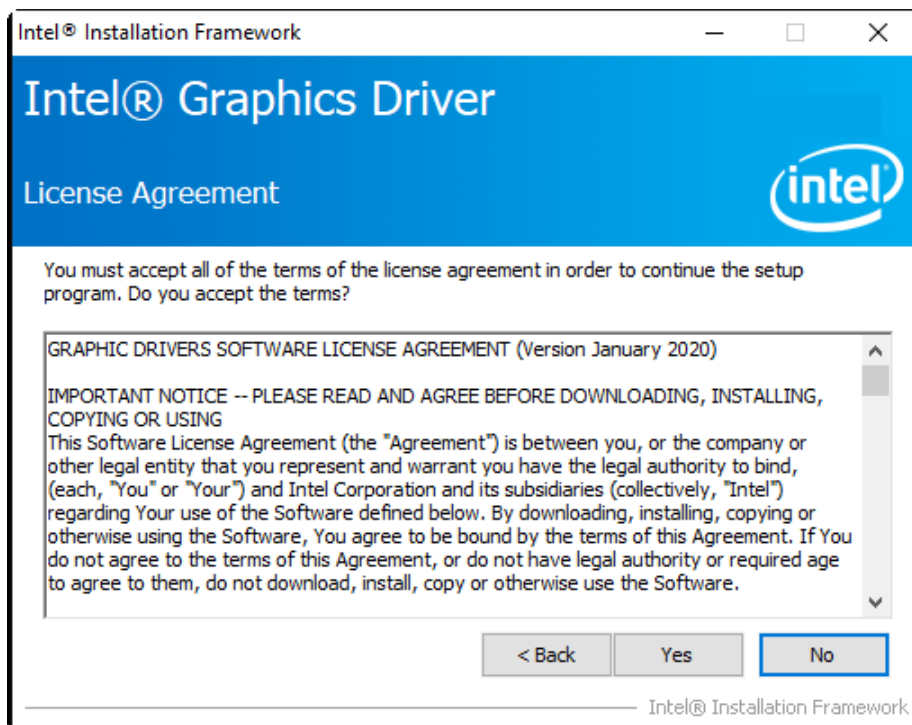 Intel® Installation Framework
Intel® Graphics Driver
License Agreement
intel
You must accept all of the terms of the license agreement in order to continue the setup
program. Do you accept the terms?
GRAPHIC DRIVERS SOFTWARE LICENSE AGREEMENT (Version January 2020)
IMPORTANT NOTICE -- PLEASE READ AND AGREE BEFORE DOWNLOADING, INSTALLING,
COPYING OR USING
This Software License Agreement (the "Agreement") is between you, or the company or
other legal entity that you represent and warrant you have the legal authority to bind,
(each, "You" or "Your") and Intel Corporation and its subsidiaries (collectively, "Intel")
regarding Your use of the Software defined below. By downloading, installing, copying or
otherwise using the Software, You agree to be bound by the terms of this Agreement. If You
do not agree to the terms of this Agreement, or do not have legal authority or required age
to agree to them, do not download, install, copy or otherwise use the Software.
< Back Yes No
Intel® Installation Framework